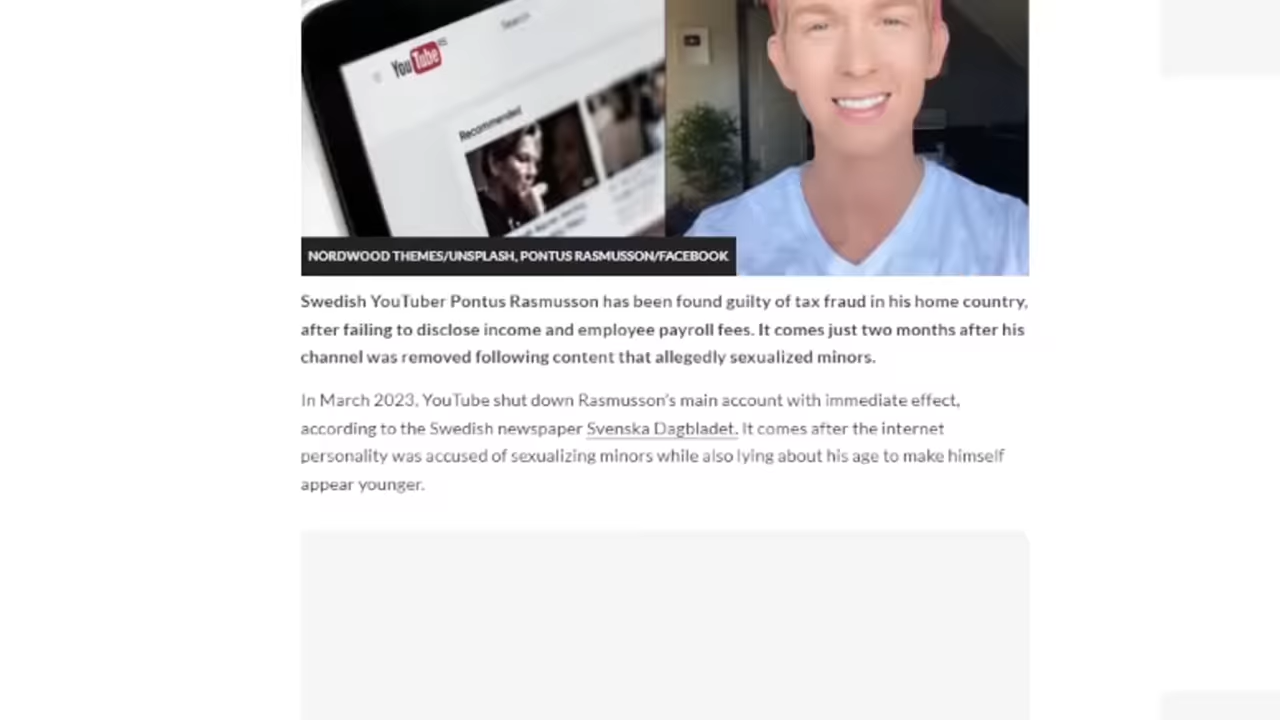 Search
YouTube
Recommended
NORDWOOD THEMES/UNSPLASH, PONTUS RASMUSSON/FACEBOOK
Swedish YouTuber Pontus Rasmusson has been found guilty of tax fraud in his home country,
after failing to disclose income and employee payroll fees. It comes just two months after his
channel was removed following content that allegedly sexualized minors.
In March 2023, YouTube shut down Rasmusson's main account with immediate effect,
according to the Swedish newspaper Svenska Dagbladet. It comes after the internet
personality was accused of sexualizing minors while also lying about his age to make himself
appear younger.